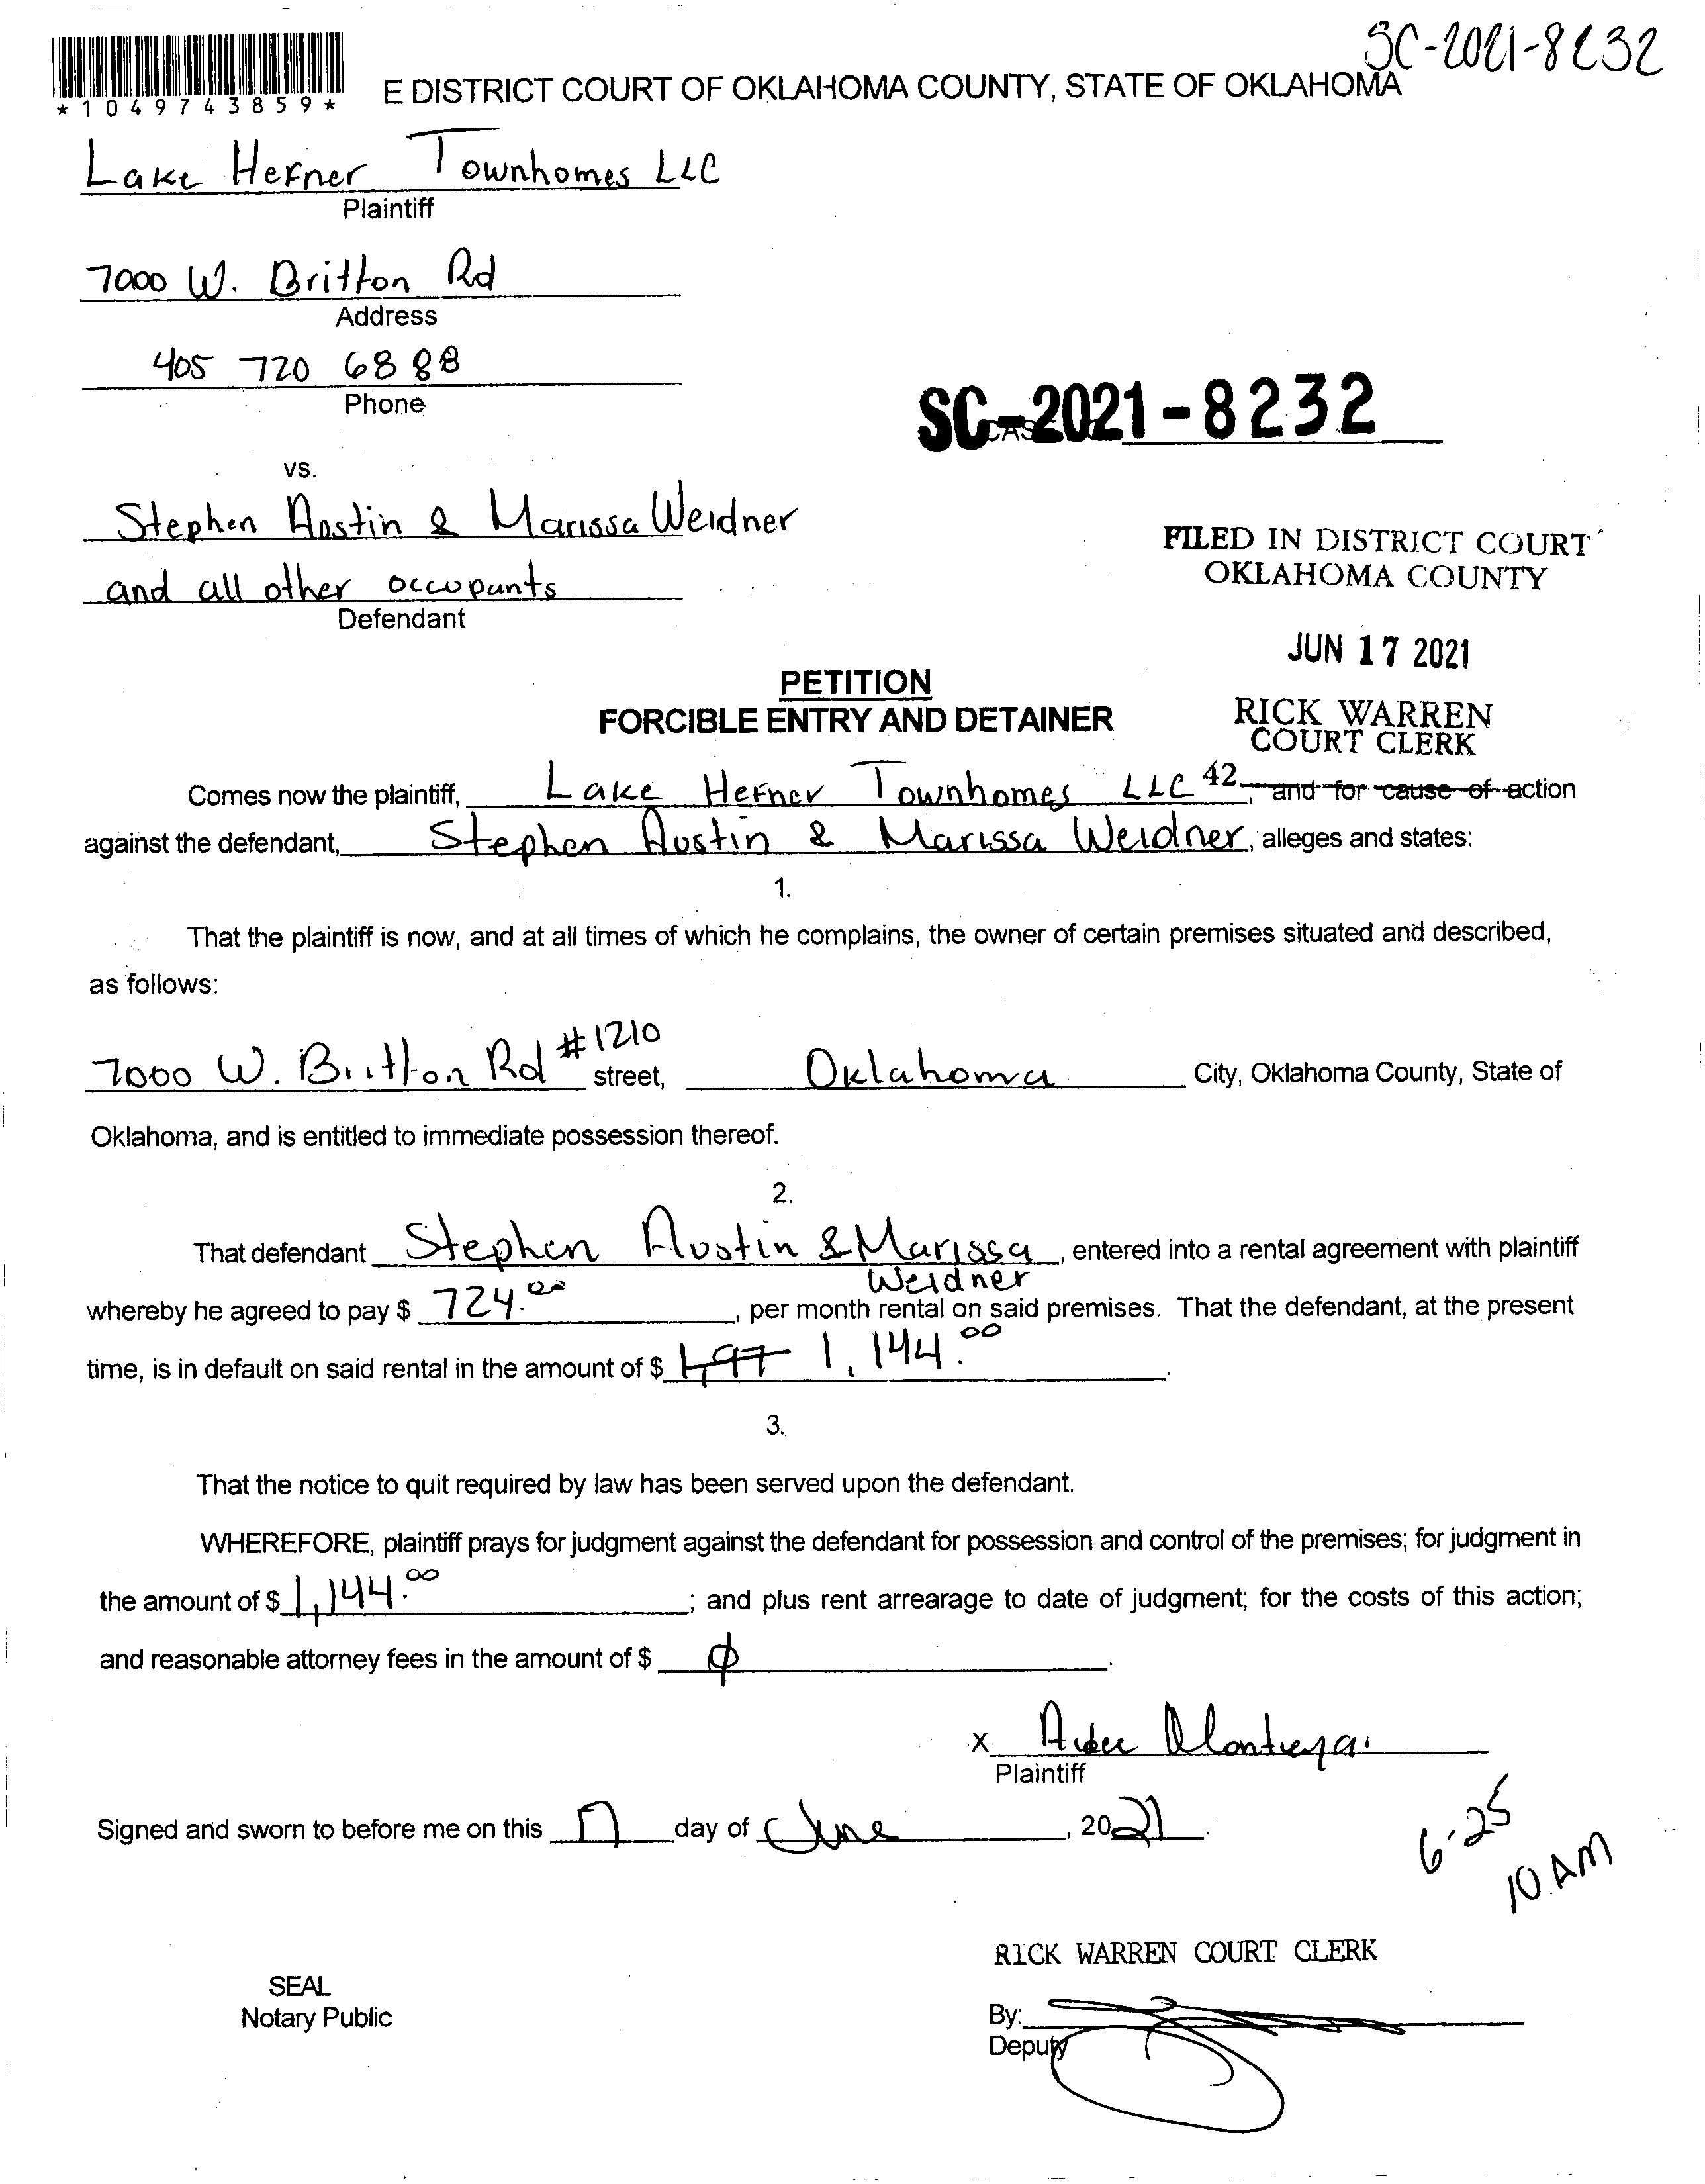 SC-2021-8232
*1049743859*
E DISTRICT COURT OF OKLAHOMA COUNTY, STATE OF OKLAHOMA
Lake Hefner Townhomes LLC
Plaintiff
7000 W. Britton Rd
Address
405 720 6888
Phone
SC-2021-8232
vs.
Stephen Austin & Marissa Weidner
and all other occupants
Defendant
FILED IN DISTRICT COURT
OKLAHOMA COUNTY
JUN 17 2021
RICK WARREN
COURT CLERK
42
PETITION
FORCIBLE ENTRY AND DETAINER
Comes now the plaintiff, Lake Hefner Townhomes LLC, and for cause of action
against the defendant, Stephen Austin & Marissa Weidner, alleges and states:
1.
That the plaintiff is now, and at all times of which he complains, the owner of certain premises situated and described,
as follows:
7000 W. Britton Rd #1210 street, Oklahoma City, Oklahoma County, State of
Oklahoma, and is entitled to immediate possession thereof.
2.
That defendant Stephen Austin & Marissa, entered into a rental agreement with plaintiff
Weidner
whereby he agreed to pay $ 724.00, per month rental on said premises. That the defendant, at the present
time, is in default on said rental in the amount of $ 1,97 1,144.00.
3.
That the notice to quit required by law has been served upon the defendant.
WHEREFORE, plaintiff prays for judgment against the defendant for possession and control of the premises; for judgment in
the amount of $ 1,144.00; and plus rent arrearage to date of judgment; for the costs of this action;
and reasonable attorney fees in the amount of $ ϕ.
X
Plaintiff
Signed and sworn to before me on this 17 day of June, 2021.
6-25
10 AM
RICK WARREN COURT CLERK
SEAL
Notary Public
By:
Deputy